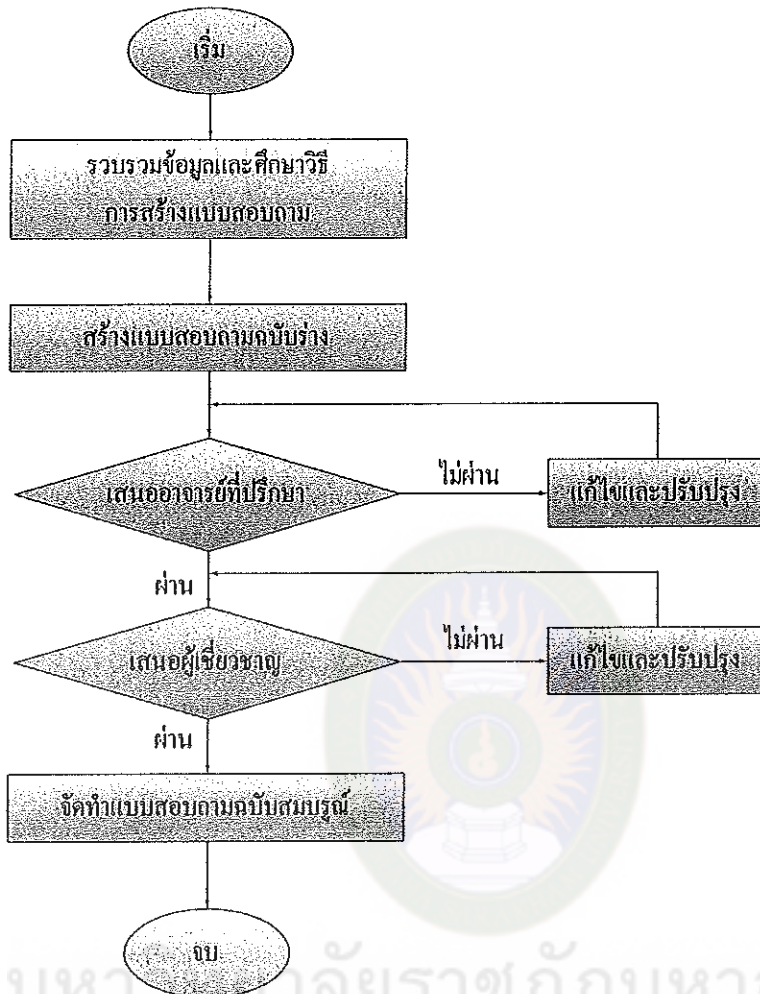 เริ่ม
รวบรวมข้อมูลและศึกษาวิธี
การสร้างแบบสอบถาม
สร้างแบบสอบถามฉบับร่าง
เสนออาจารย์ที่ปรึกษา
ไม่ผ่าน
แก้ไขและปรับปรุง
ผ่าน
เสนอผู้เชี่ยวชาญ
ไม่ผ่าน
แก้ไขและปรับปรุง
ผ่าน
จัดทำแบบสอบถามฉบับสมบรูณ์
จบ